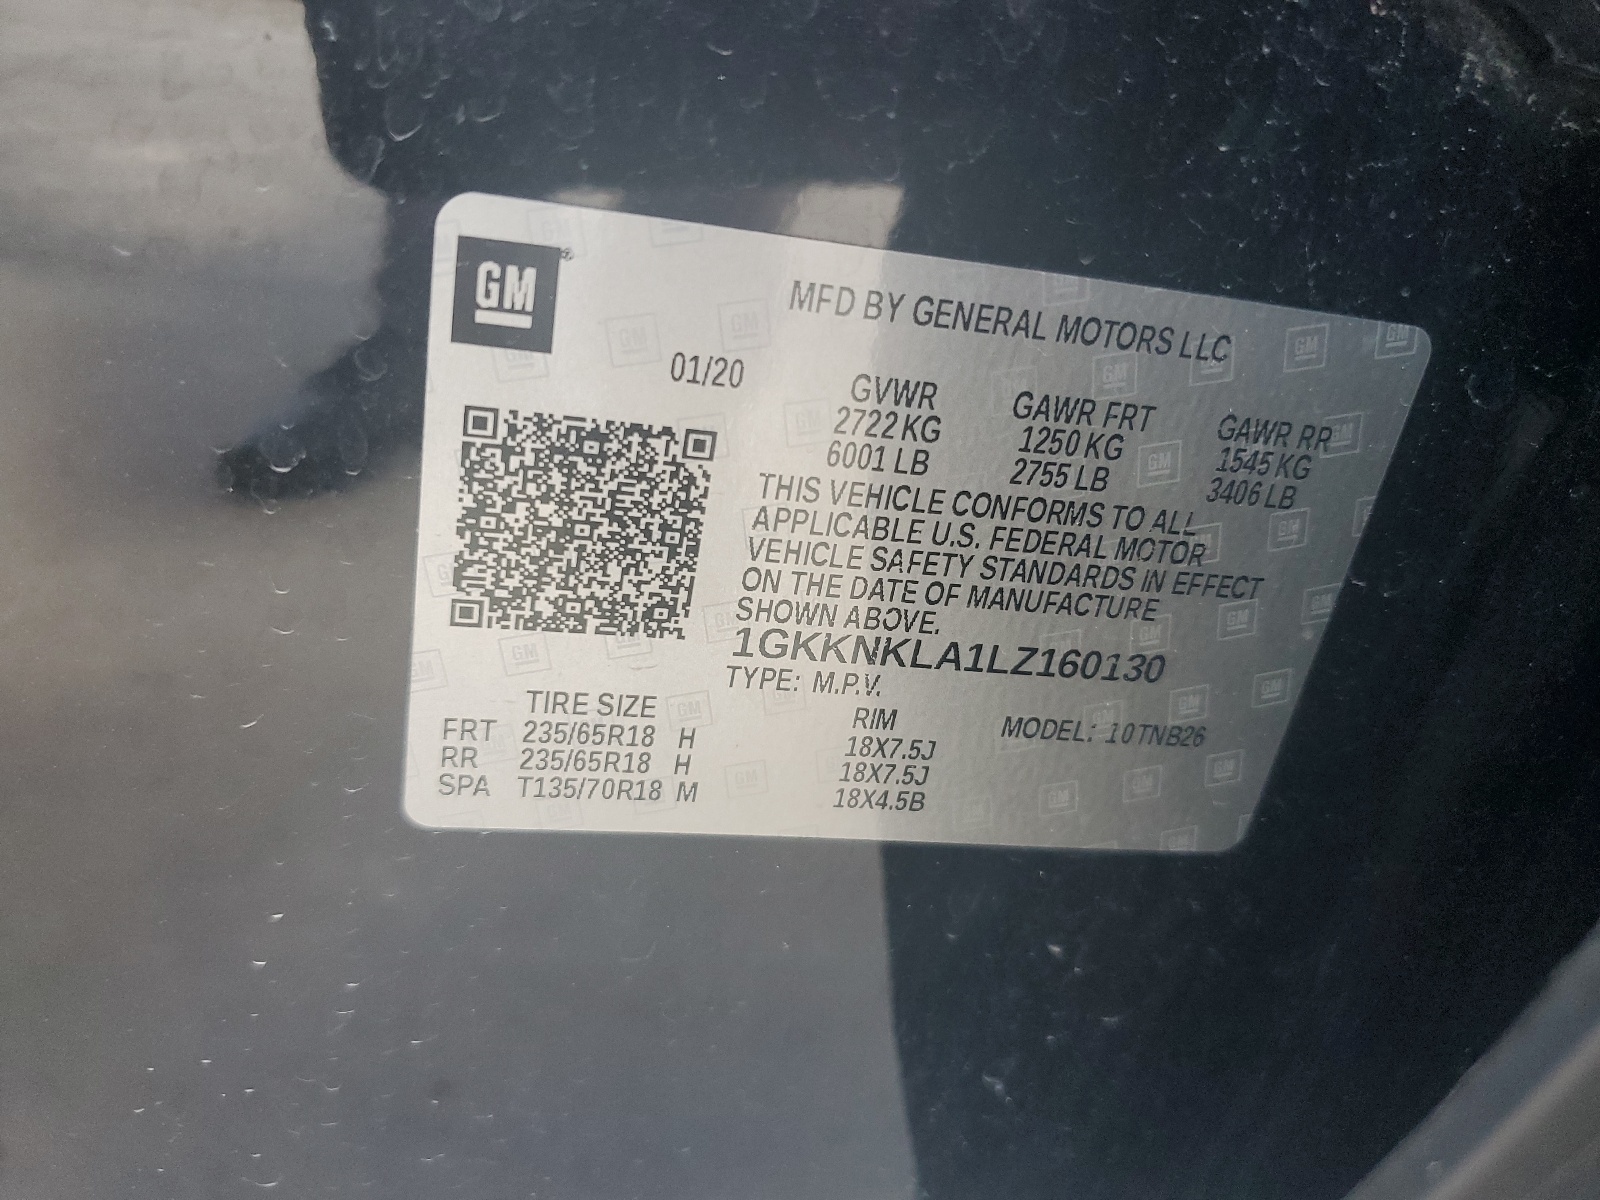 GM
MFD BY GENERAL MOTORS LLC
01/20
GVWR GAWR FRT GAWR RR
2722 KG 1250 KG 1545 KG
6001 LB 2755 LB 3406 LB
THIS VEHICLE CONFORMS TO ALL
APPLICABLE U.S. FEDERAL MOTOR
VEHICLE SAFETY STANDARDS IN EFFECT
ON THE DATE OF MANUFACTURE
SHOWN ABOVE.
1GKKNKLA1LZ160130
TYPE: M.P.V.
MODEL: 10TNB26
TIRE SIZE RIM
FRT 235/65R18 H 18X7.5J
RR 235/65R18 H 18X7.5J
SPA T135/70R18 M 18X4.5B